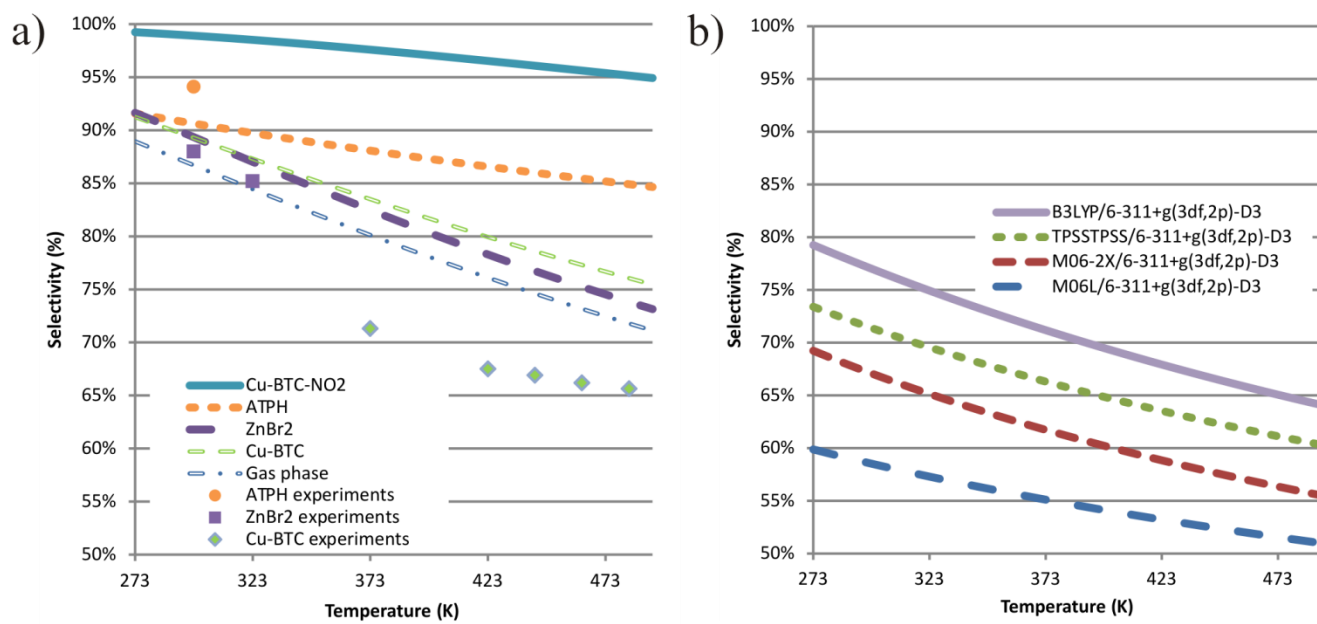 a)
100%
95%
90%
85%
80%
75%
70%
65%
60%
55%
50%
Selectivity (%)
Cu-BTC-NO2
ATPH
ZnBr2
Cu-BTC
Gas phase
ATPH experiments
ZnBr2 experiments
Cu-BTC experiments
273
323
373
423
473
Temperature (K)
b)
100%
95%
90%
85%
80%
75%
70%
65%
60%
55%
50%
Selectivity (%)
B3LYP/6-311+g(3df,2p)-D3
TPSSTPSS/6-311+g(3df,2p)-D3
M06-2X/6-311+g(3df,2p)-D3
M06L/6-311+g(3df,2p)-D3
273
323
373
423
473
Temperature (K)